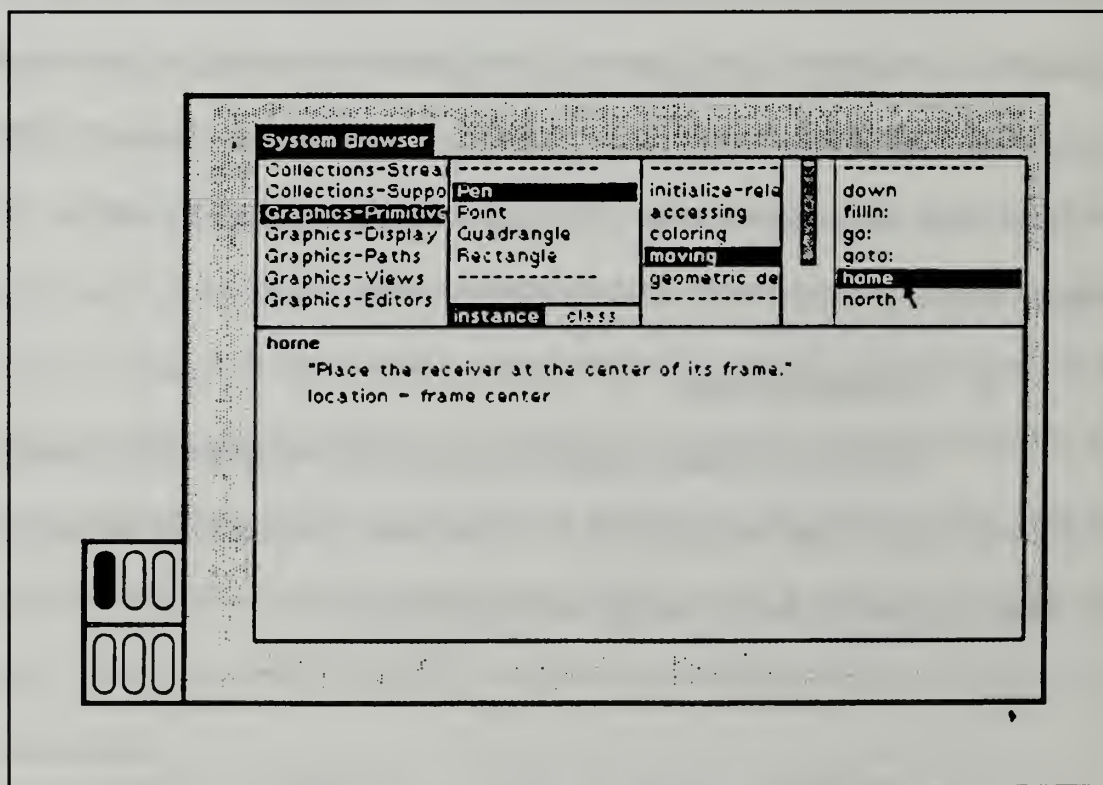 System Browser
Collections-Strea
Collections-Suppo
Graphics-Primitive
Graphics-Display
Graphics-Paths
Graphics-Views
Graphics-Editors
------------
Pen
Point
Quadrangle
Rectangle
------------
instance class
------------
initialize-rele
accessing
coloring
moving
geometric de
------------
------------
down
fillIn:
go:
goto:
home
north
home
"Place the receiver at the center of its frame."
location ← frame center